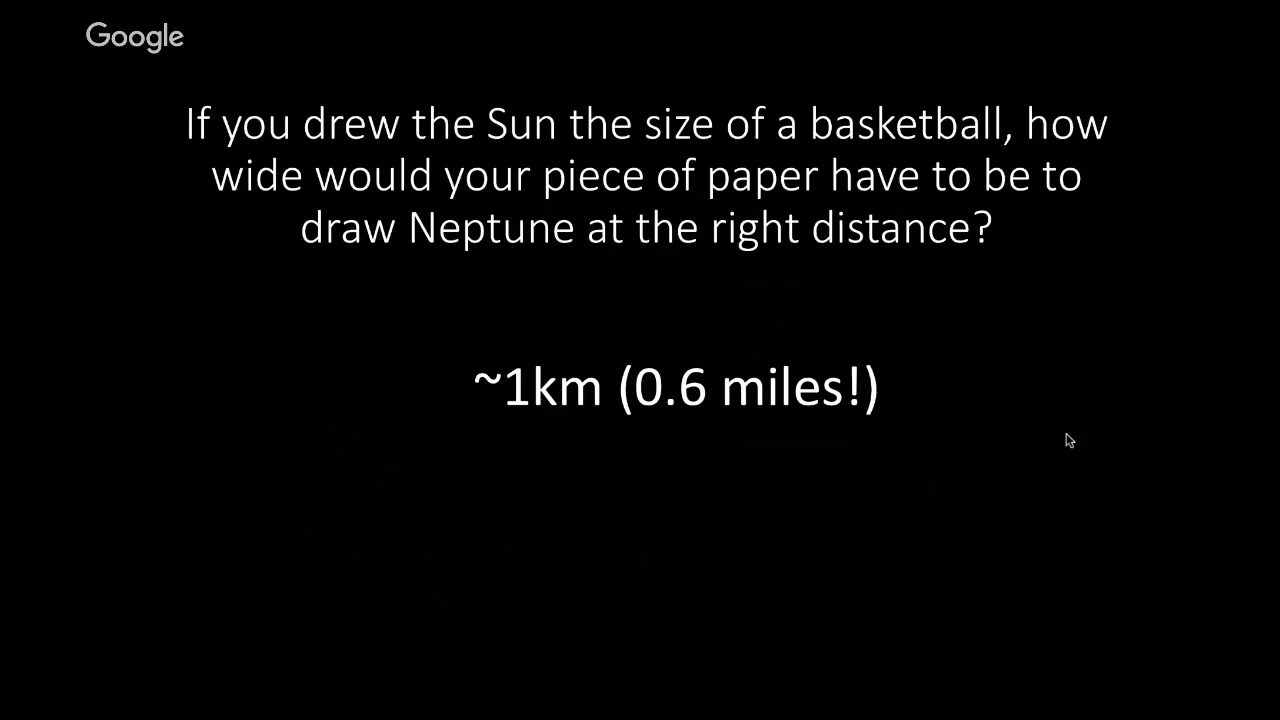 Google
If you drew the Sun the size of a basketball, how
wide would your piece of paper have to be to
draw Neptune at the right distance?
~1km (0.6 miles!)